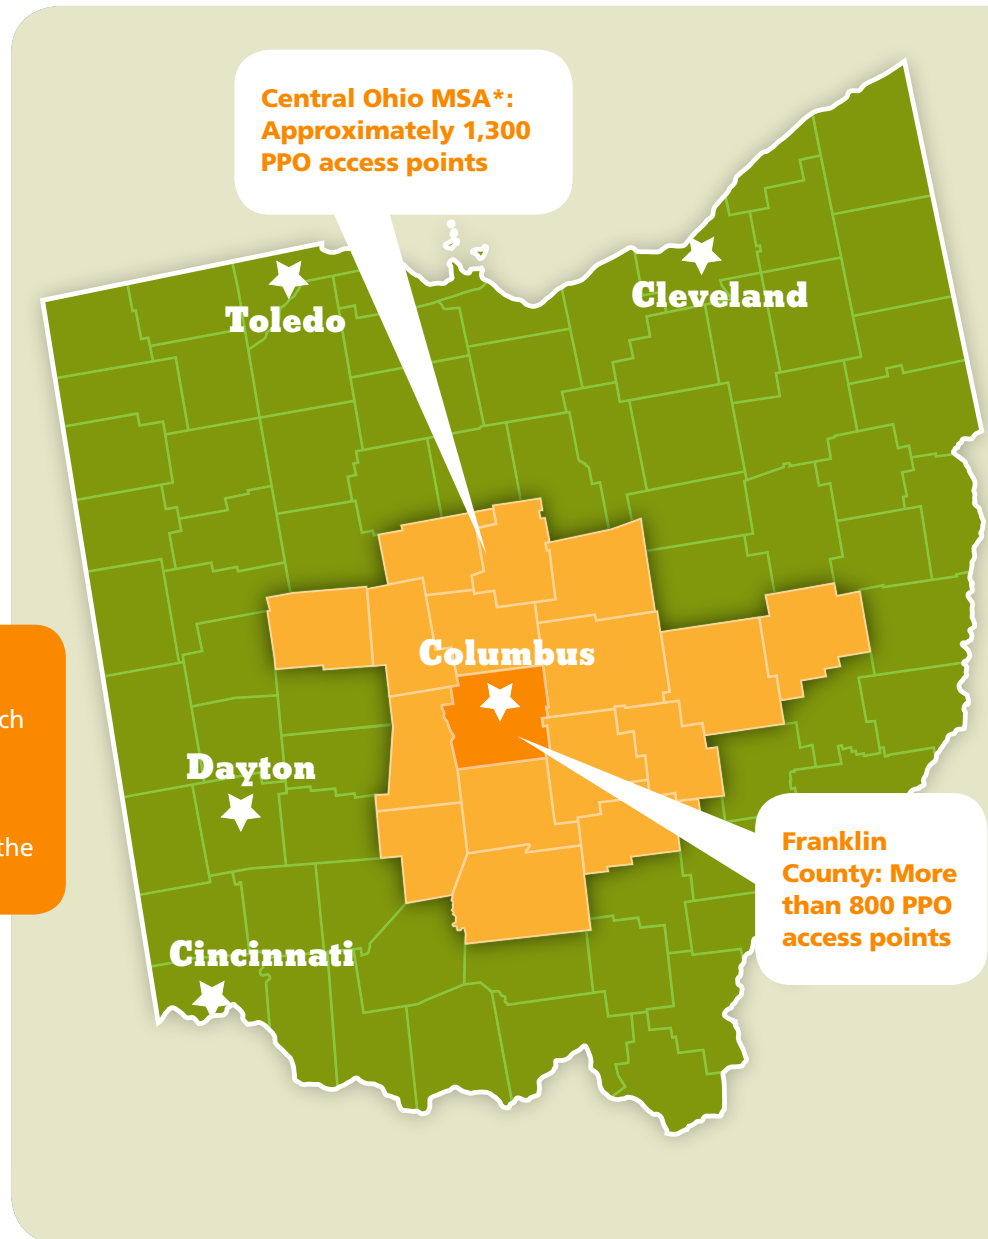 Central Ohio MSA*:
Approximately 1,300
PPO access points
Toledo
Cleveland
Columbus
ch
the
Dayton
Franklin
County: More
than 800 PPO
access points
Cincinnati